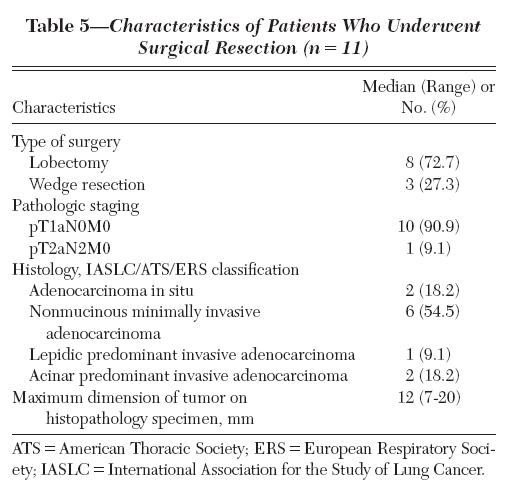 Table 5—Characteristics of Patients Who Underwent
Surgical Resection (n = 11)
Median (Range) or
Characteristics No. (%)
Type of surgery
Lobectomy 8 (72.7)
Wedge resection 3 (27.3)
Pathologic staging
pT1aN0M0 10 (90.9)
pT2aN2M0 1 (9.1)
Histology, IASLC/ATS/ERS classification
Adenocarcinoma in situ 2 (18.2)
Nonmucinous minimally invasive 6 (54.5)
adenocarcinoma
Lepidic predominant invasive adenocarcinoma 1 (9.1)
Acinar predominant invasive adenocarcinoma 2 (18.2)
Maximum dimension of tumor on 12 (7-20)
histopathology specimen, mm
ATS = American Thoracic Society; ERS = European Respiratory Soci-
ety; IASLC = International Association for the Study of Lung Cancer.